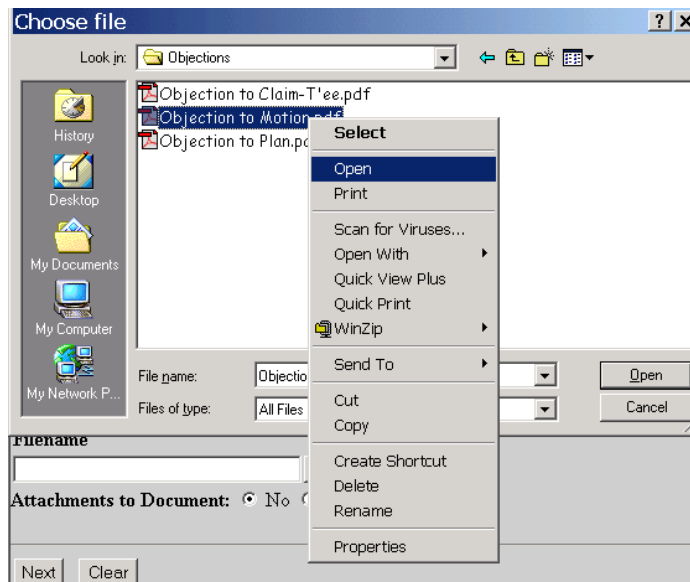 Choose file
Look in: Objections
History
Desktop
My Documents
My Computer
My Network P...
Objection to Claim-T'ee.pdf
Objection to Motion.pdf
Objection to Plan.pd
Select
Open
Print
Scan for Viruses...
Open With
Quick View Plus
Quick Print
WinZip
Send To
Cut
Copy
Create Shortcut
Delete
Rename
Properties
File name: Objectio Open
Files of type: All Files Cancel
Filename
Attachments to Document: No
Next Clear